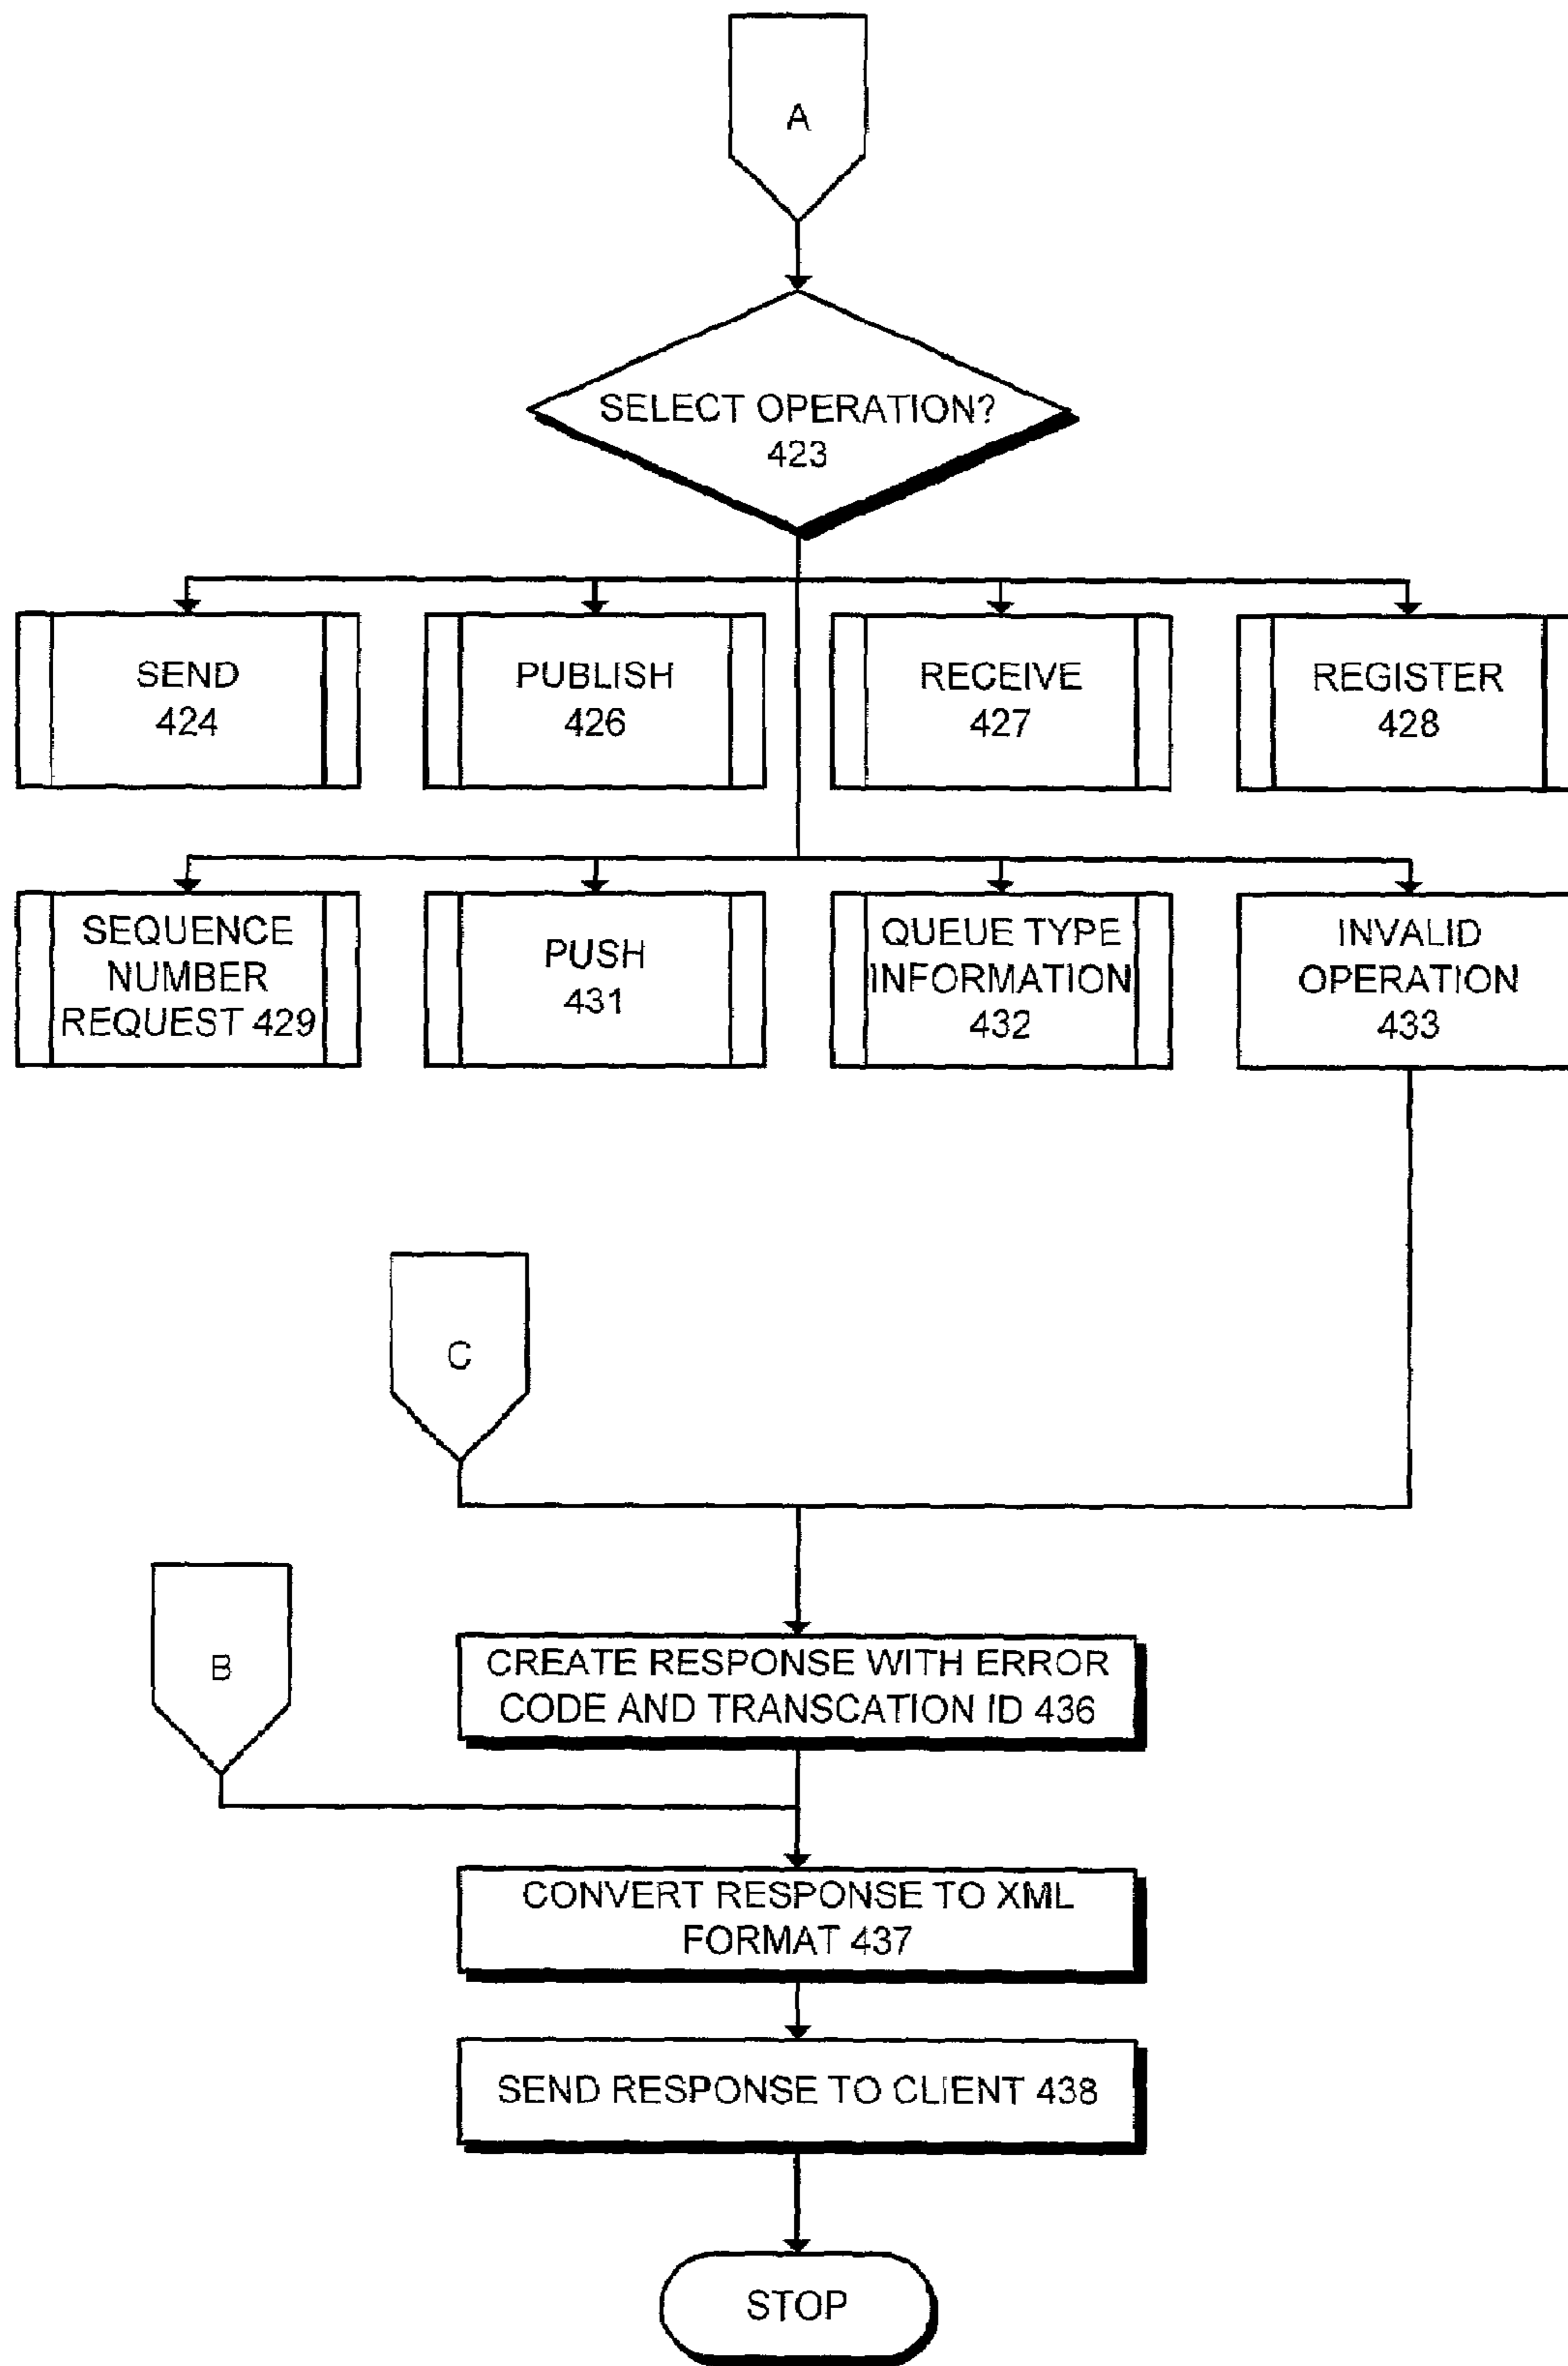 A
SELECT OPERATION?
423
SEND
424
PUBLISH
426
RECEIVE
427
REGISTER
428
SEQUENCE
NUMBER
REQUEST 429
PUSH
431
QUEUE TYPE
INFORMATION
432
INVALID
OPERATION
433
C
B
CREATE RESPONSE WITH ERROR
CODE AND TRANSCATION ID 436
CONVERT RESPONSE TO XML
FORMAT 437
SEND RESPONSE TO CLIENT 438
STOP